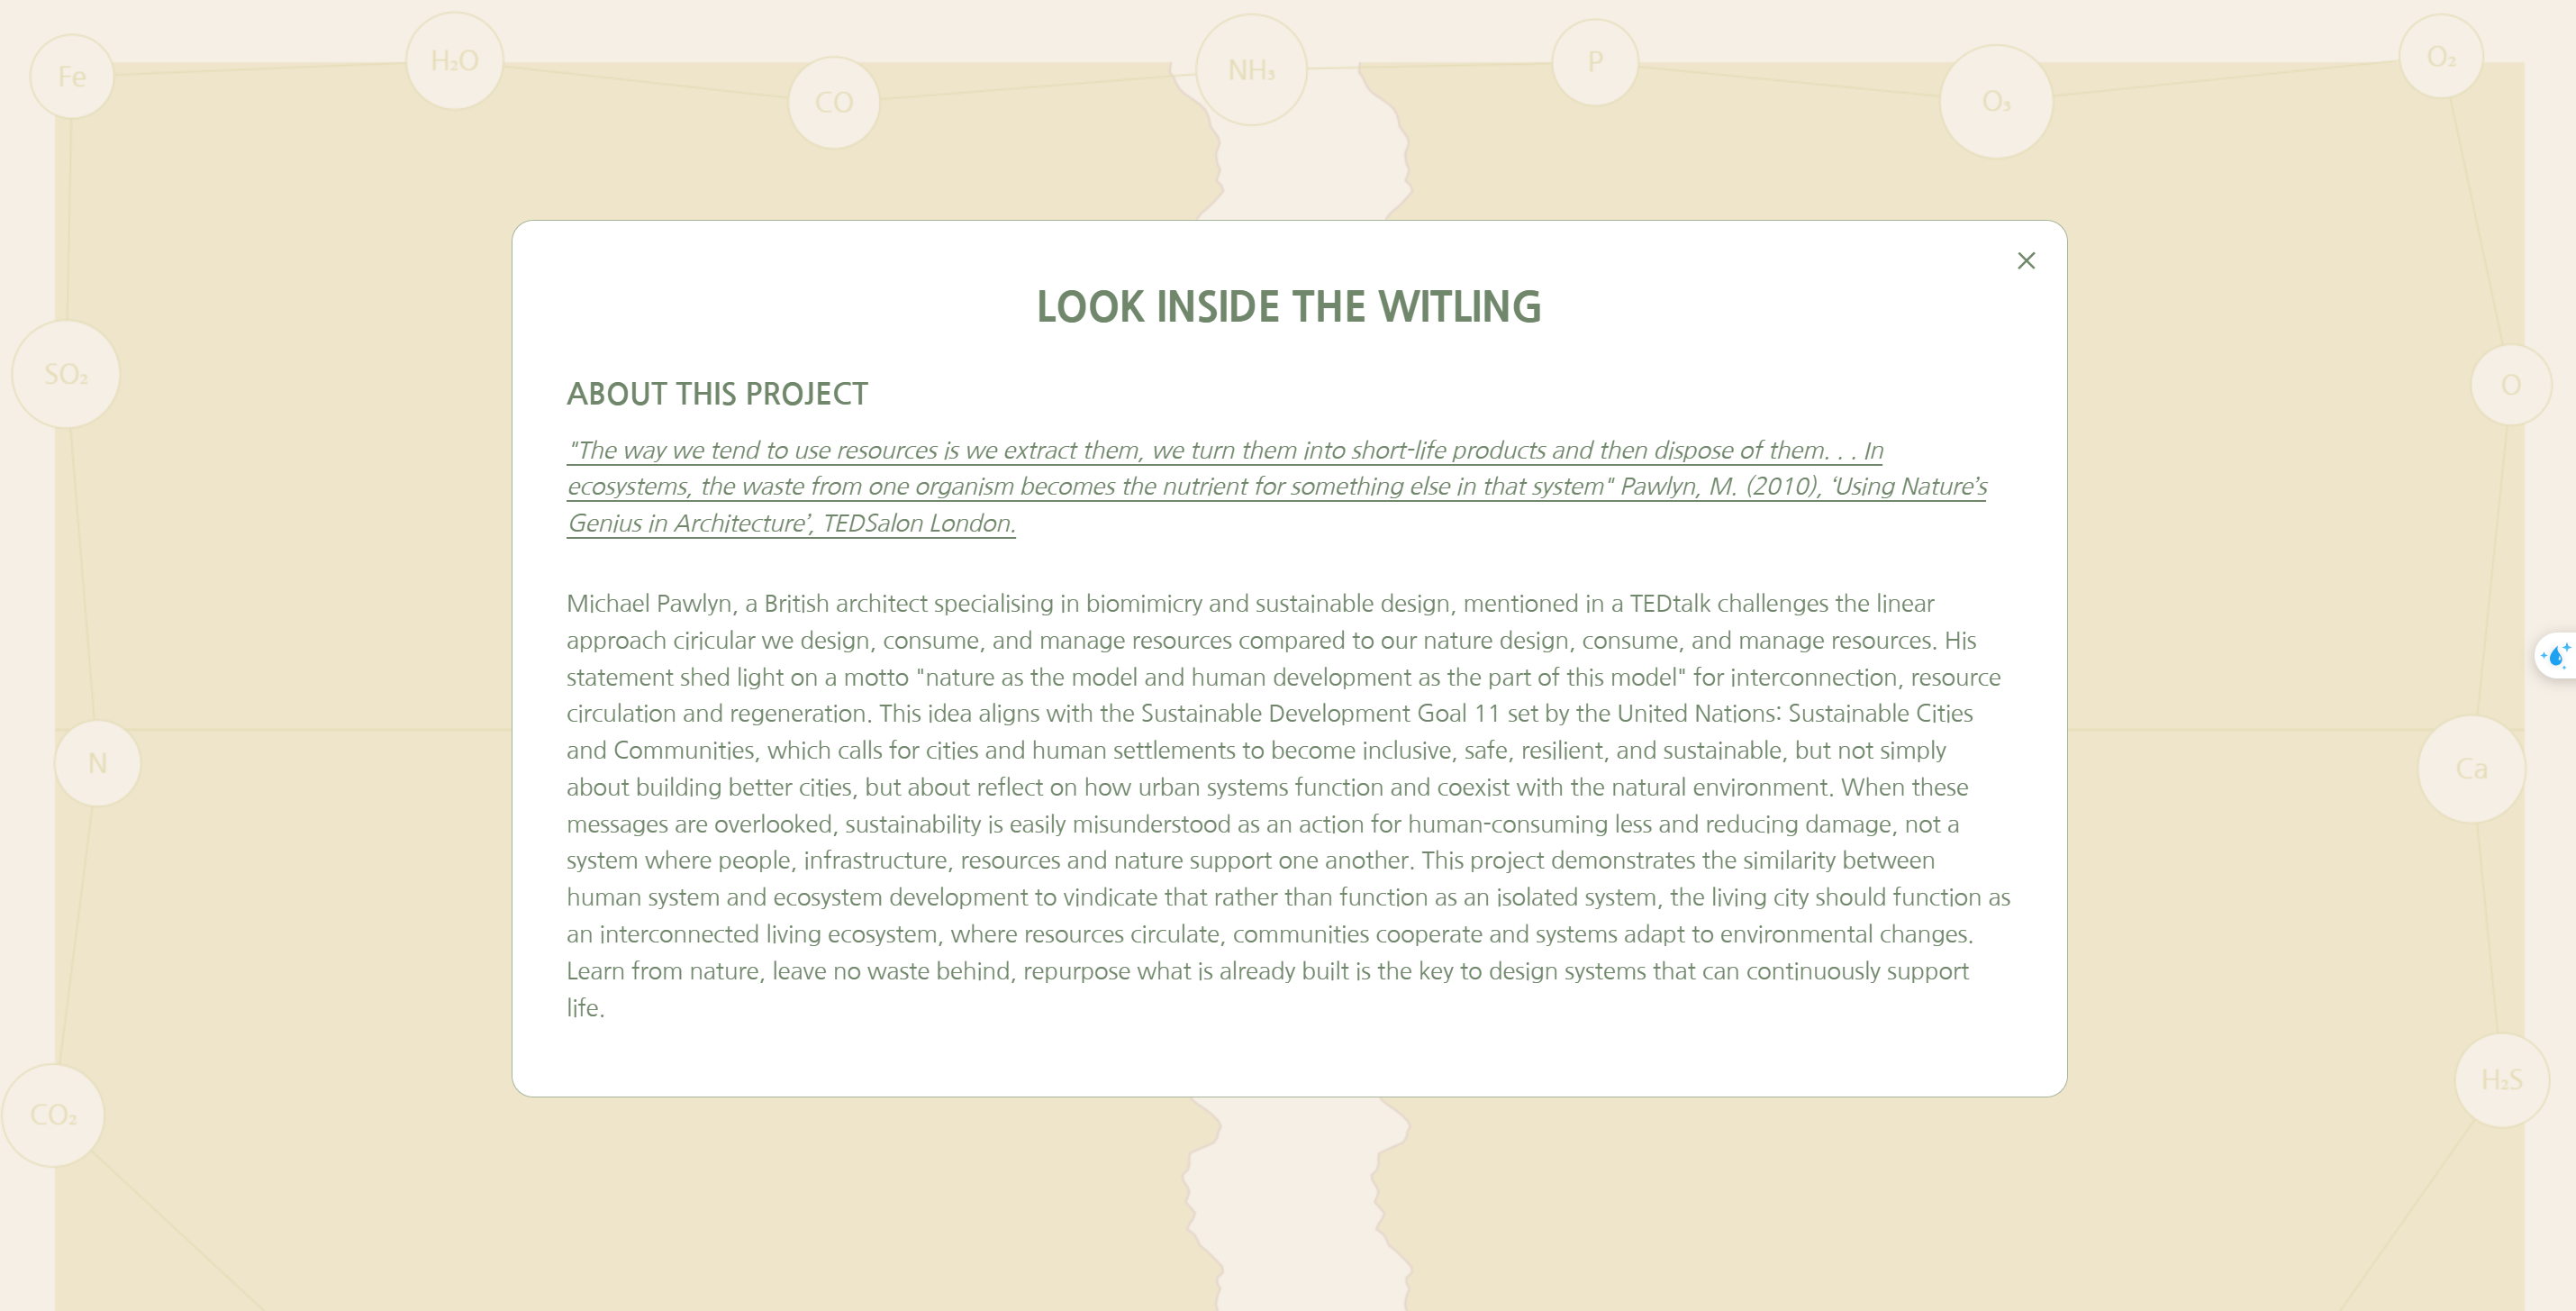 Fe
H₂O
CO
NH₃
P
O₃
O₂
SO₂
O
N
Ca
CO₂
H₂S
LOOK INSIDE THE WITLING
ABOUT THIS PROJECT
"The way we tend to use resources is we extract them, we turn them into short-life products and then dispose of them. . . In
ecosystems, the waste from one organism becomes the nutrient for something else in that system" Pawlyn, M. (2010), ‘Using Nature’s
Genius in Architecture’, TEDSalon London.
Michael Pawlyn, a British architect specialising in biomimicry and sustainable design, mentioned in a TEDtalk challenges the linear
approach ciricular we design, consume, and manage resources compared to our nature design, consume, and manage resources. His
statement shed light on a motto "nature as the model and human development as the part of this model" for interconnection, resource
circulation and regeneration. This idea aligns with the Sustainable Development Goal 11 set by the United Nations: Sustainable Cities
and Communities, which calls for cities and human settlements to become inclusive, safe, resilient, and sustainable, but not simply
about building better cities, but about reflect on how urban systems function and coexist with the natural environment. When these
messages are overlooked, sustainability is easily misunderstood as an action for human-consuming less and reducing damage, not a
system where people, infrastructure, resources and nature support one another. This project demonstrates the similarity between
human system and ecosystem development to vindicate that rather than function as an isolated system, the living city should function as
an interconnected living ecosystem, where resources circulate, communities cooperate and systems adapt to environmental changes.
Learn from nature, leave no waste behind, repurpose what is already built is the key to design systems that can continuously support
life.